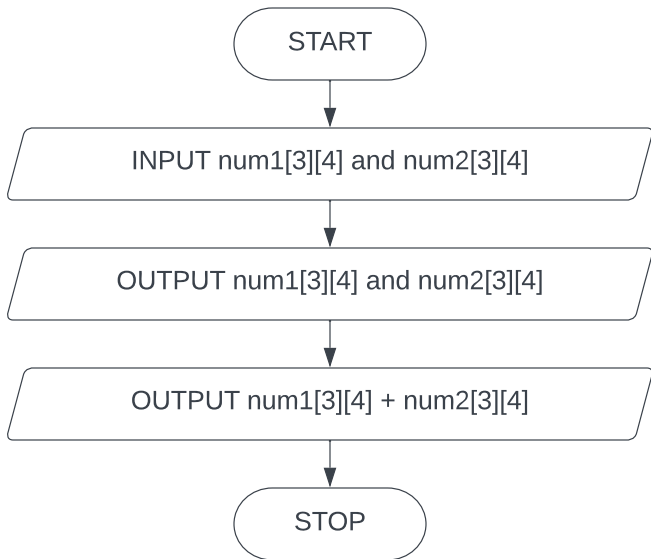 START
INPUT num1[3][4] and num2[3][4]
OUTPUT num1[3][4] and num2[3][4]
OUTPUT num1[3][4] + num2[3][4]
STOP